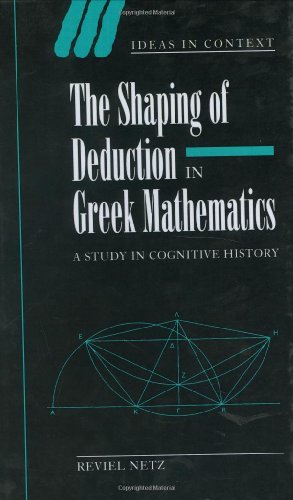 IDEAS IN CONTEXT
The Shaping of
Deduction IN
Greek Mathematics
A STUDY IN COGNITIVE HISTORY
Λ
Ε
Δ
Η
Ζ
Α
Κ
Γ
Β
REVIEL NETZ